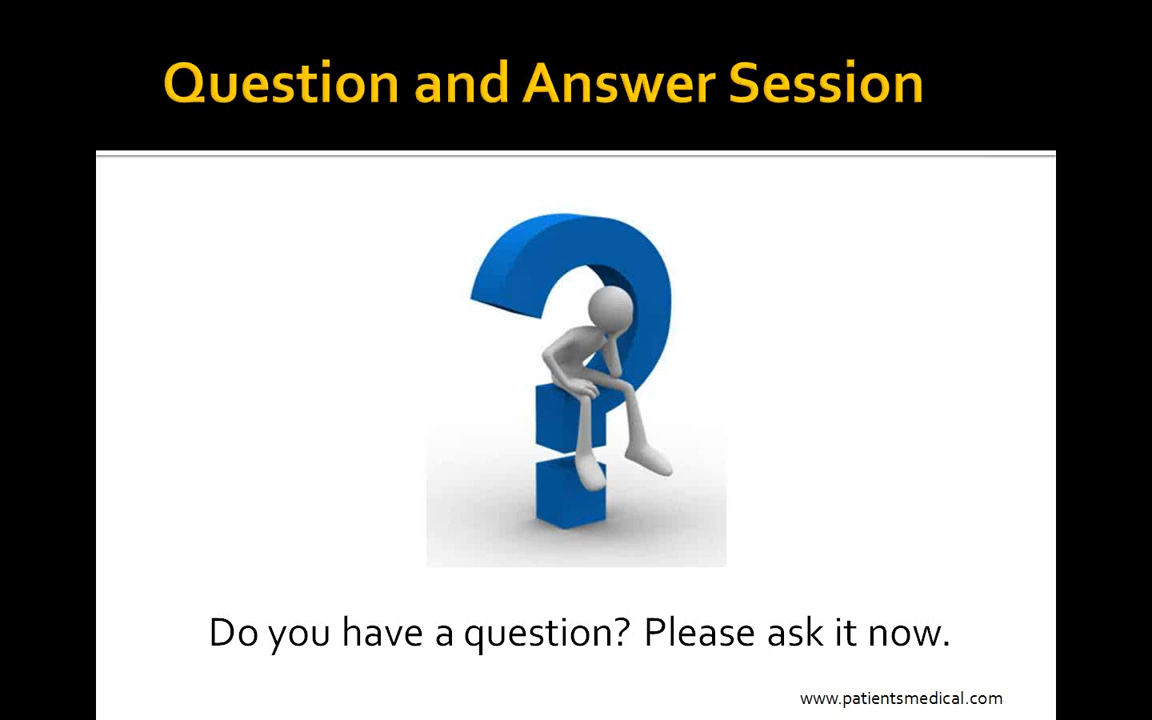 Question and Answer Session
Do you have a question? Please ask it now.
www.patientsmedical.com